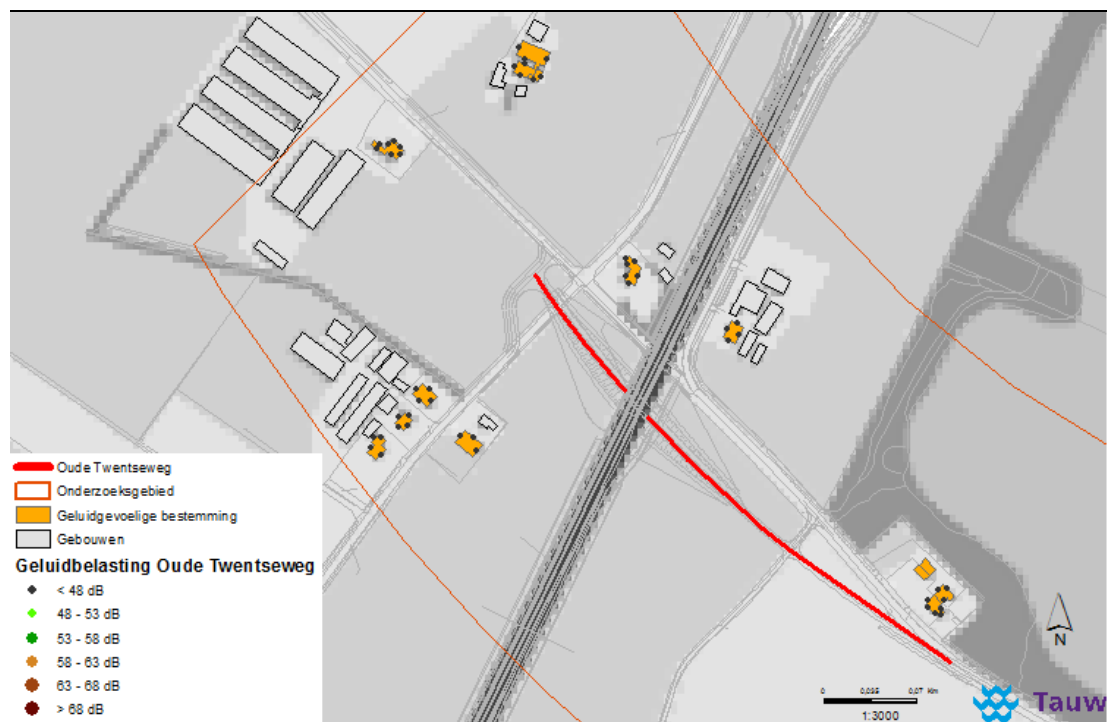 Oude Twentseweg
Onderzoeksgebied
Geluidgevoelige bestemming
Gebouwen
Geluidbelasting Oude Twentseweg
< 48 dB
48 - 53 dB
53 - 58 dB
58 - 63 dB
63 - 68 dB
> 68 dB
N
0 0,035 0,07 Km
1:3000
Tauw